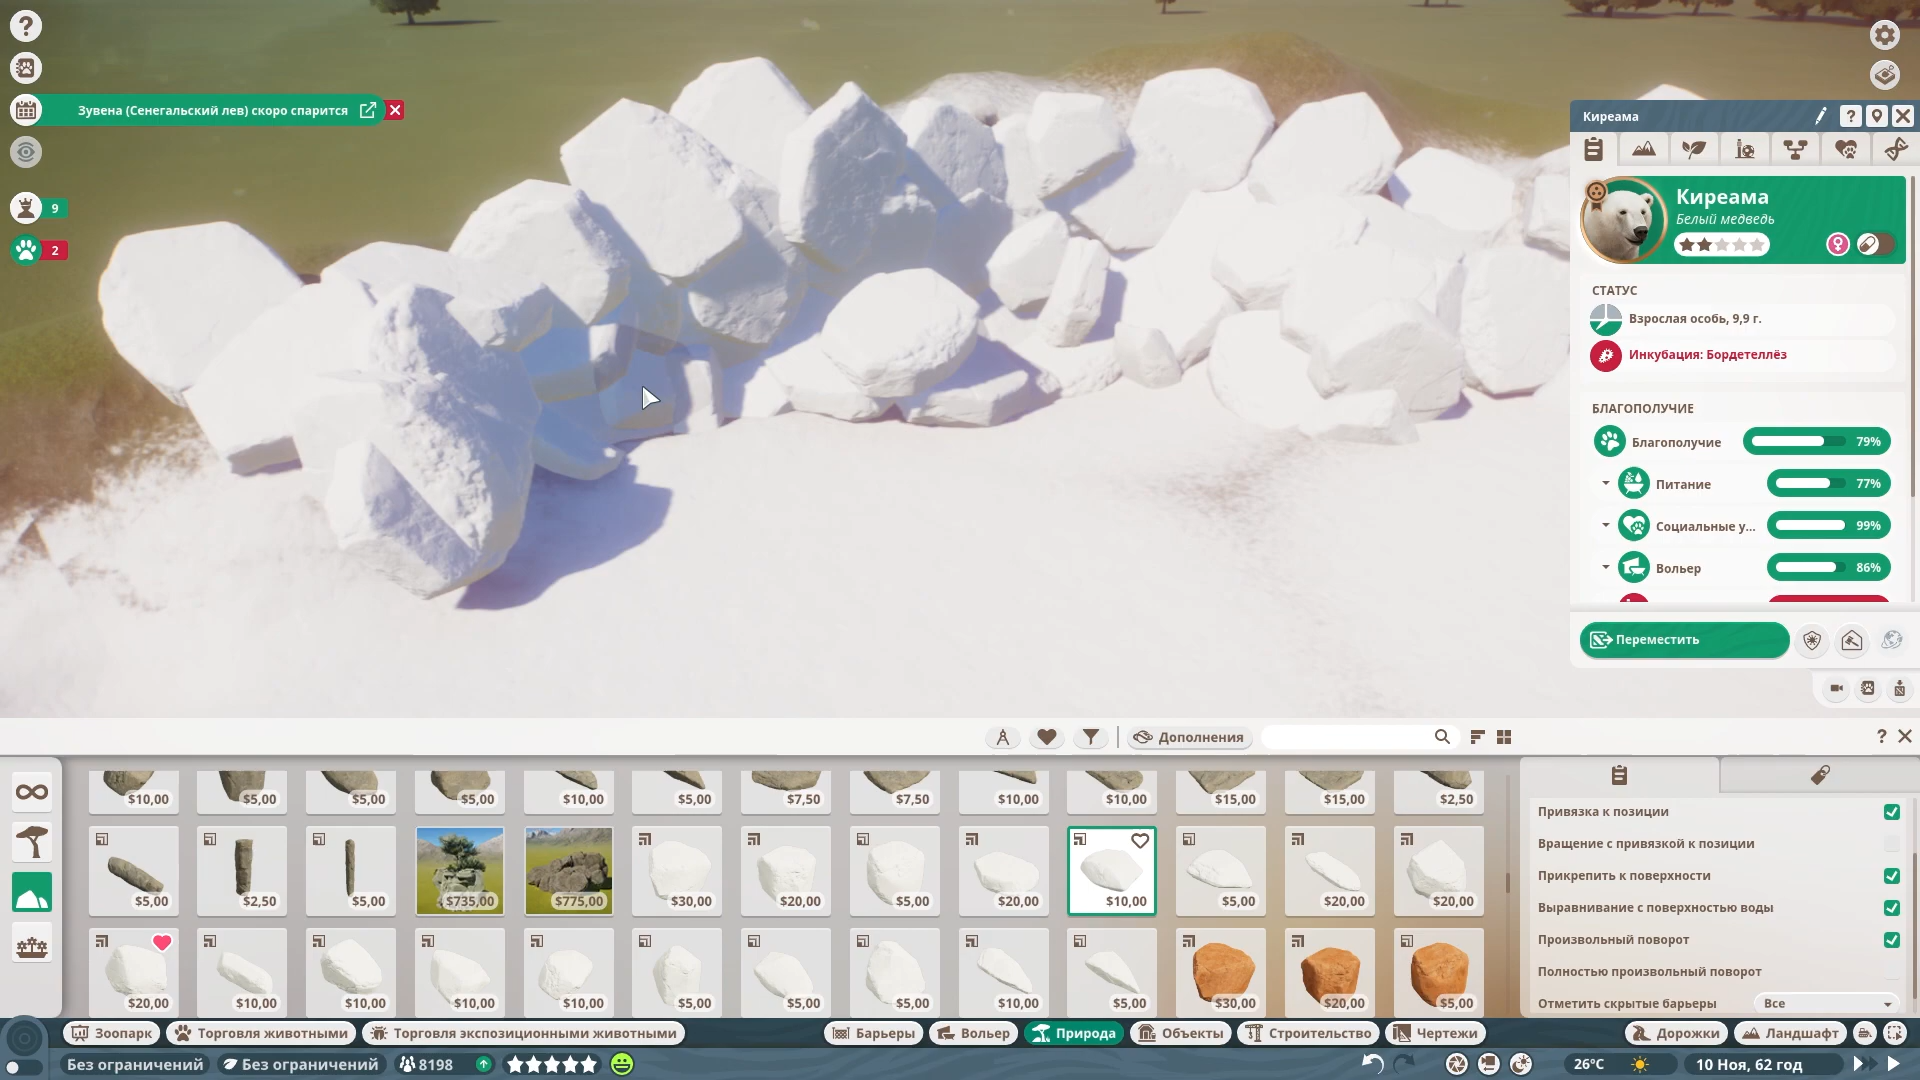 Зувена (Сенегальский лев) скоро спарится
9
2
Киреама
Киреама
Белый медведь
СТАТУС
Взрослая особь, 9,9 г.
Инкубация: Бордетеллёз
БЛАГОПОЛУЧИЕ
Благополучие 79%
Питание 77%
Социальные у... 99%
Вольер 86%
Переместить
Дополнения
$10,00 $5,00 $5,00 $5,00 $10,00 $5,00 $7,50 $7,50 $10,00 $10,00 $15,00 $15,00 $2,50
$5,00 $2,50 $5,00 $735,00 $775,00 $30,00 $20,00 $5,00 $20,00 $10,00 $5,00 $20,00 $20,00
$20,00 $10,00 $10,00 $10,00 $10,00 $5,00 $5,00 $5,00 $10,00 $5,00 $30,00 $20,00 $5,00
Привязка к позиции
Вращение с привязкой к позиции
Прикрепить к поверхности
Выравнивание с поверхностью воды
Произвольный поворот
Полностью произвольный поворот
Отметить скрытые барьеры Все
Зоопарк Торговля животными Торговля экспозиционными животными Барьеры Вольер Природа Объекты Строительство Чертежи Дорожки Ландшафт
Без ограничений Без ограничений 8198 26°C 10 Ноя, 62 год